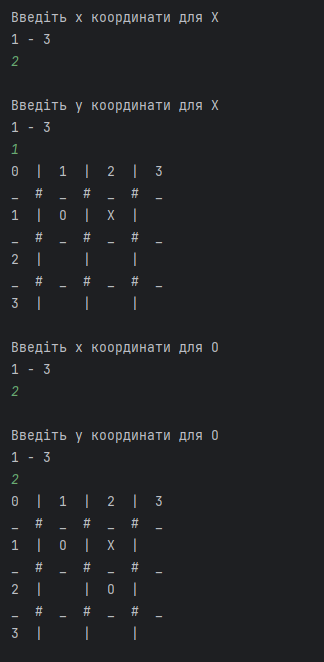 Введіть x координати для X
1 - 3
2
Введіть y координати для X
1 - 3
1
0  |  1  |  2  |  3
_  #  _  #  _  #  _
1  |  O  |  X  |
_  #  _  #  _  #  _
2  |     |     |
_  #  _  #  _  #  _
3  |     |     |
Введіть x координати для O
1 - 3
2
Введіть y координати для O
1 - 3
2
0  |  1  |  2  |  3
_  #  _  #  _  #  _
1  |  O  |  X  |
_  #  _  #  _  #  _
2  |     |  O  |
_  #  _  #  _  #  _
3  |     |     |